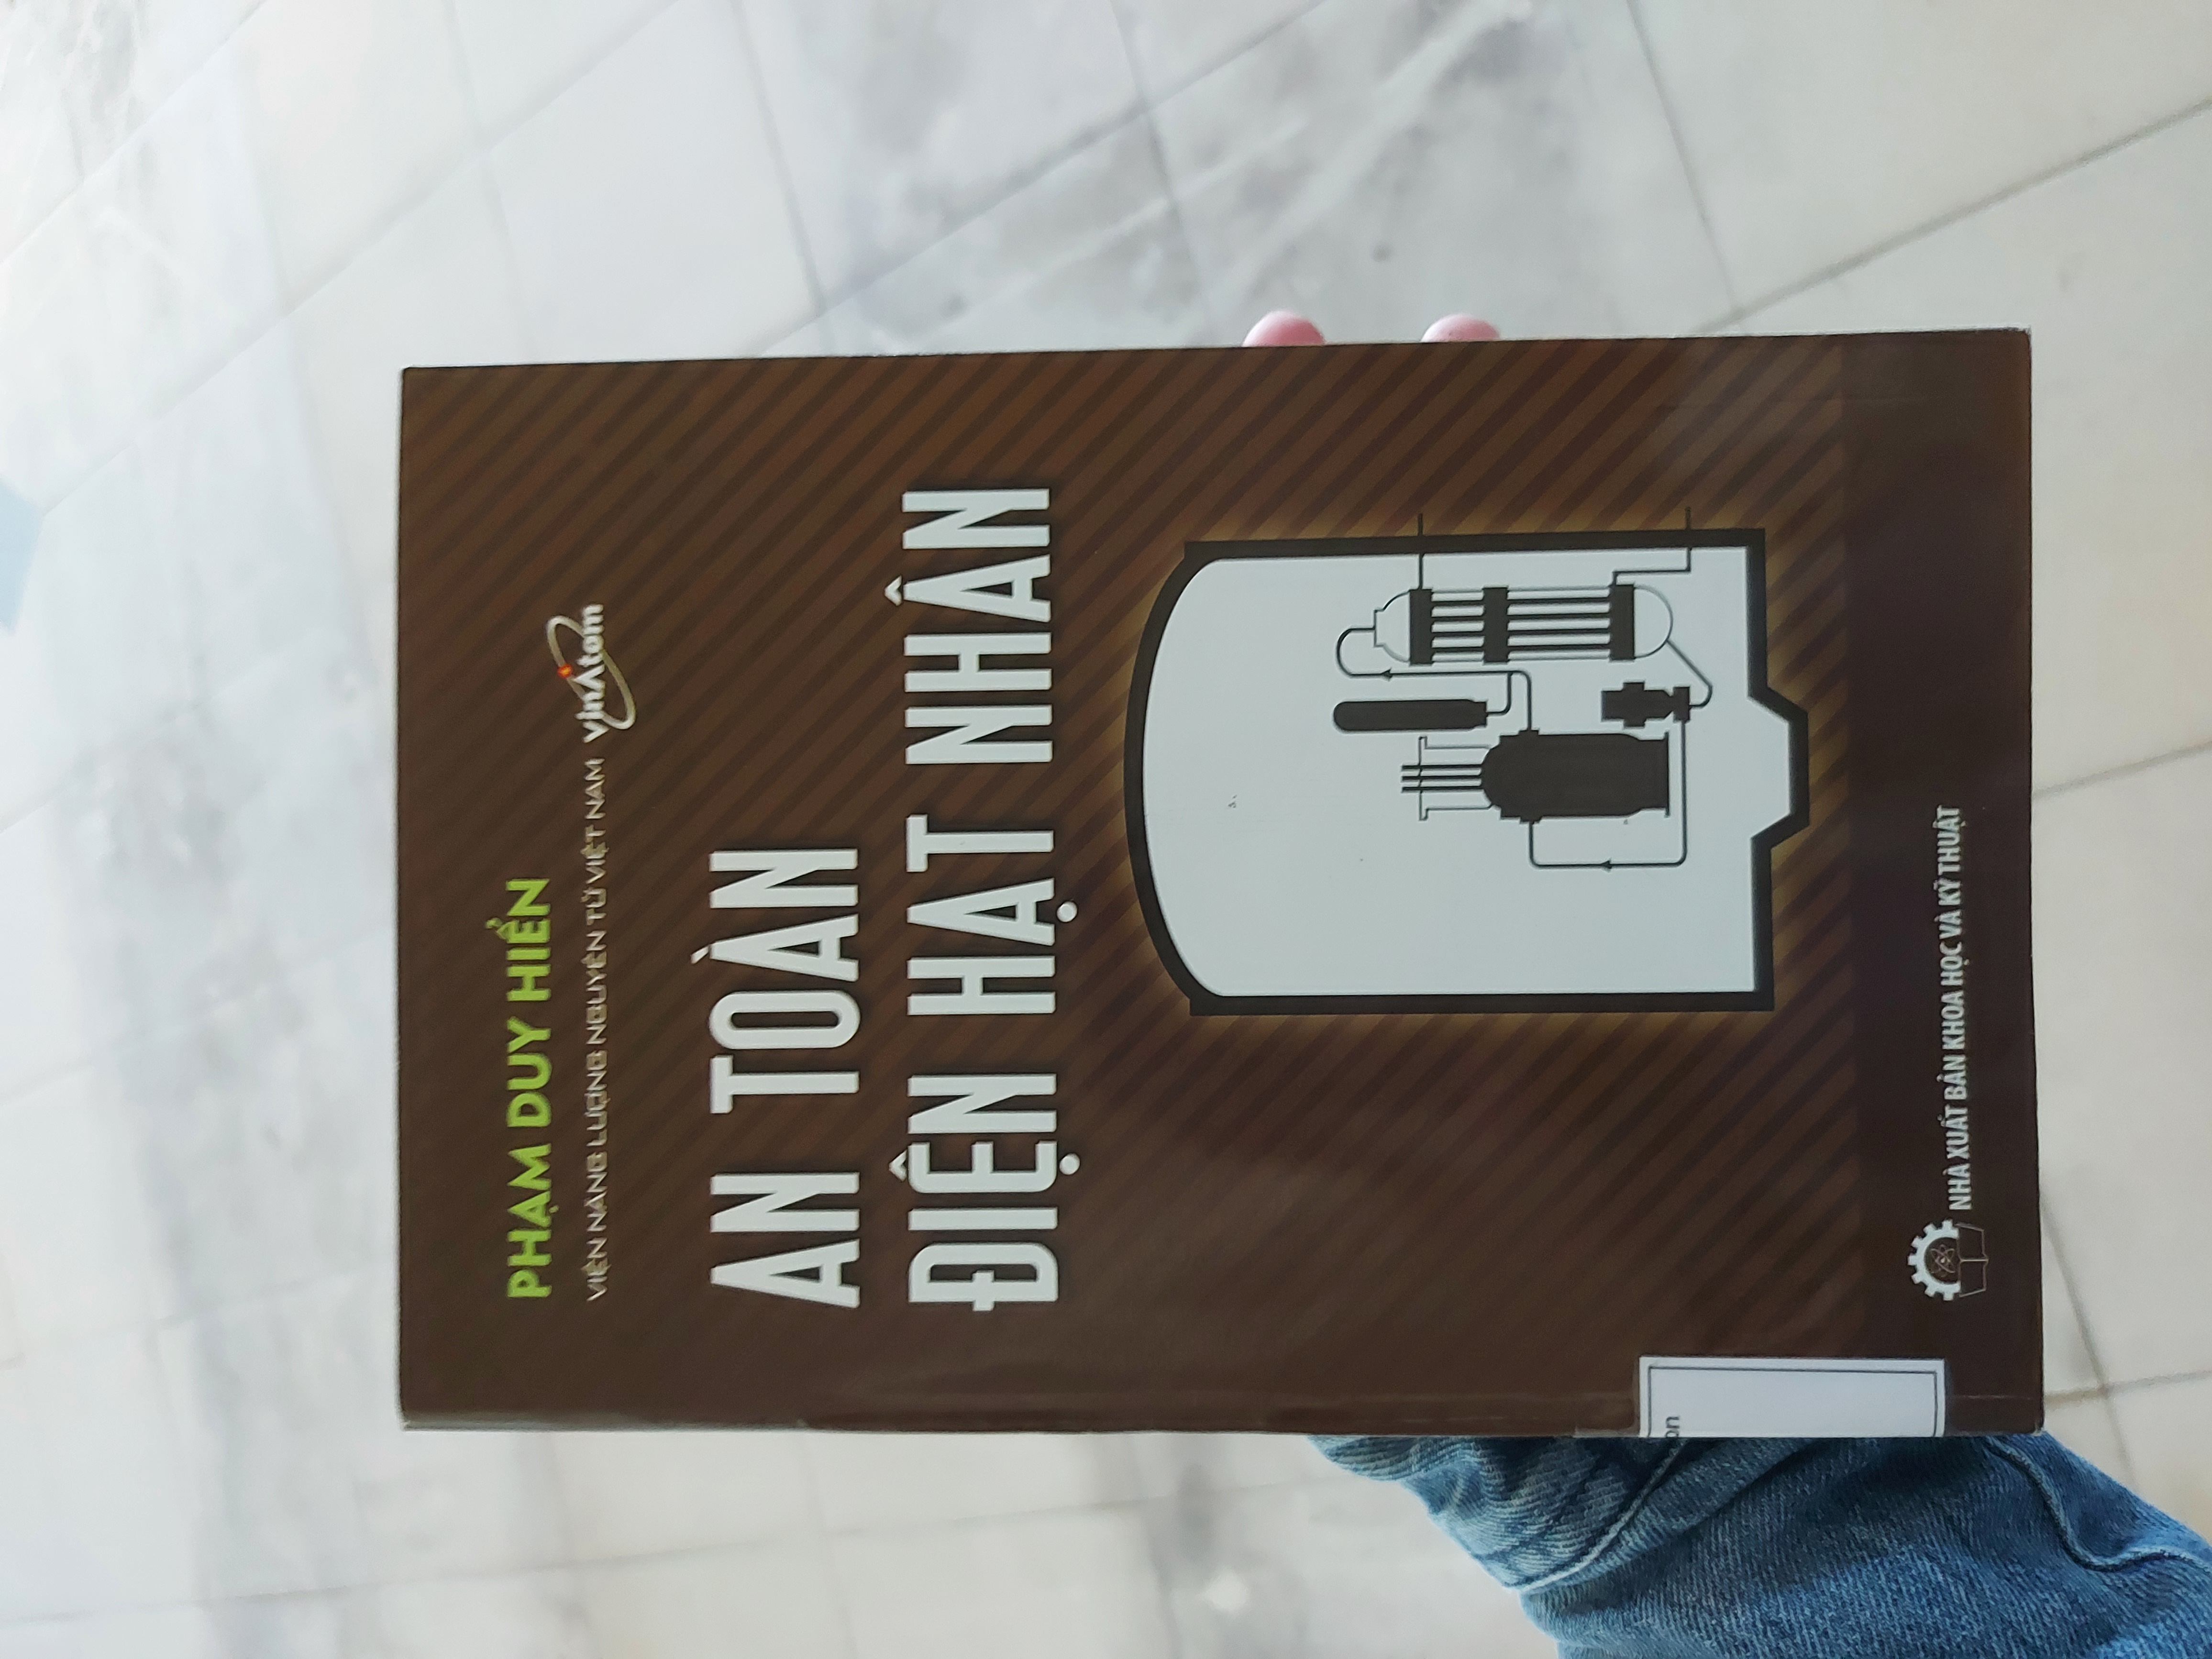 PHẠM DUY HIỂN
VIỆN NĂNG LƯỢNG NGUYÊN TỬ VIỆT NAM vinAtom
AN TOÀN
ĐIỆN HẠT NHÂN
NHÀ XUẤT BẢN KHOA HỌC VÀ KỸ THUẬT